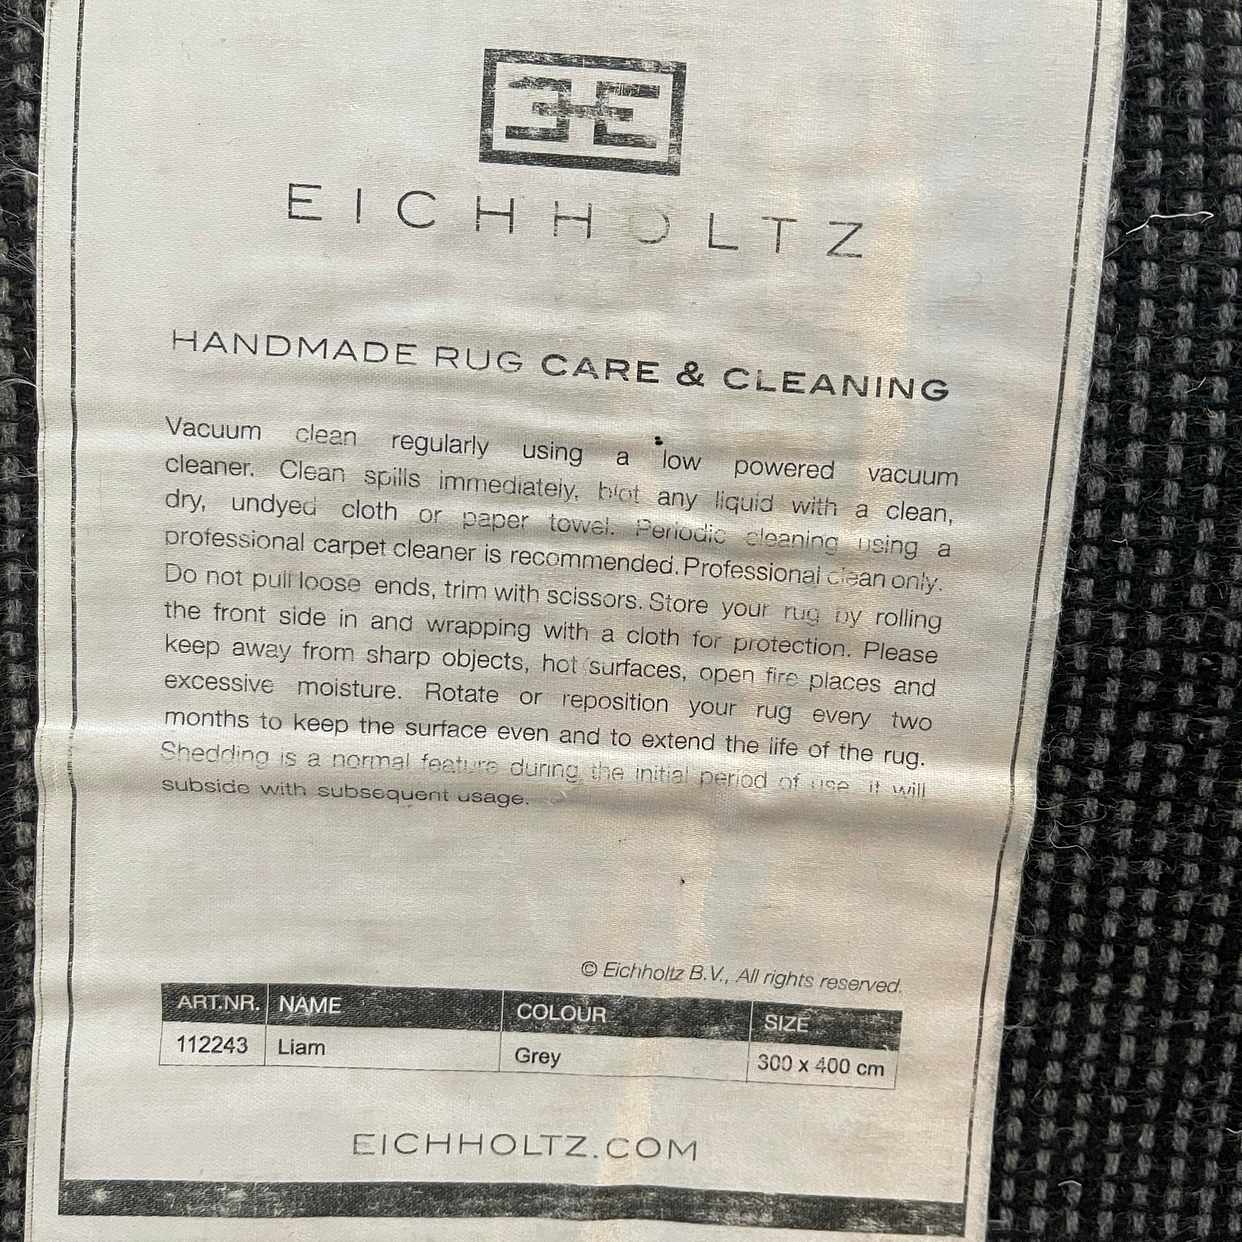 EICHHOLTZ
HANDMADE RUG CARE & CLEANING
Vacuum clean regularly using a low powered vacuum
cleaner. Clean spills immediately, blot any liquid with a clean,
dry, undyed cloth or paper towel. Periodic cleaning using a
professional carpet cleaner is recommended. Professional clean only.
Do not pull loose ends, trim with scissors. Store your rug by rolling
the front side in and wrapping with a cloth for protection. Please
keep away from sharp objects, hot surfaces, open fire places and
excessive moisture. Rotate or reposition your rug every two
months to keep the surface even and to extend the life of the rug.
Shedding is a normal feature during the initial period of use, it will
subside with subsequent usage.
© Eichholtz B.V., All rights reserved.
ART.NR. NAME COLOUR SIZE
112243 Liam Grey 300 x 400 cm
EICHHOLTZ.COM